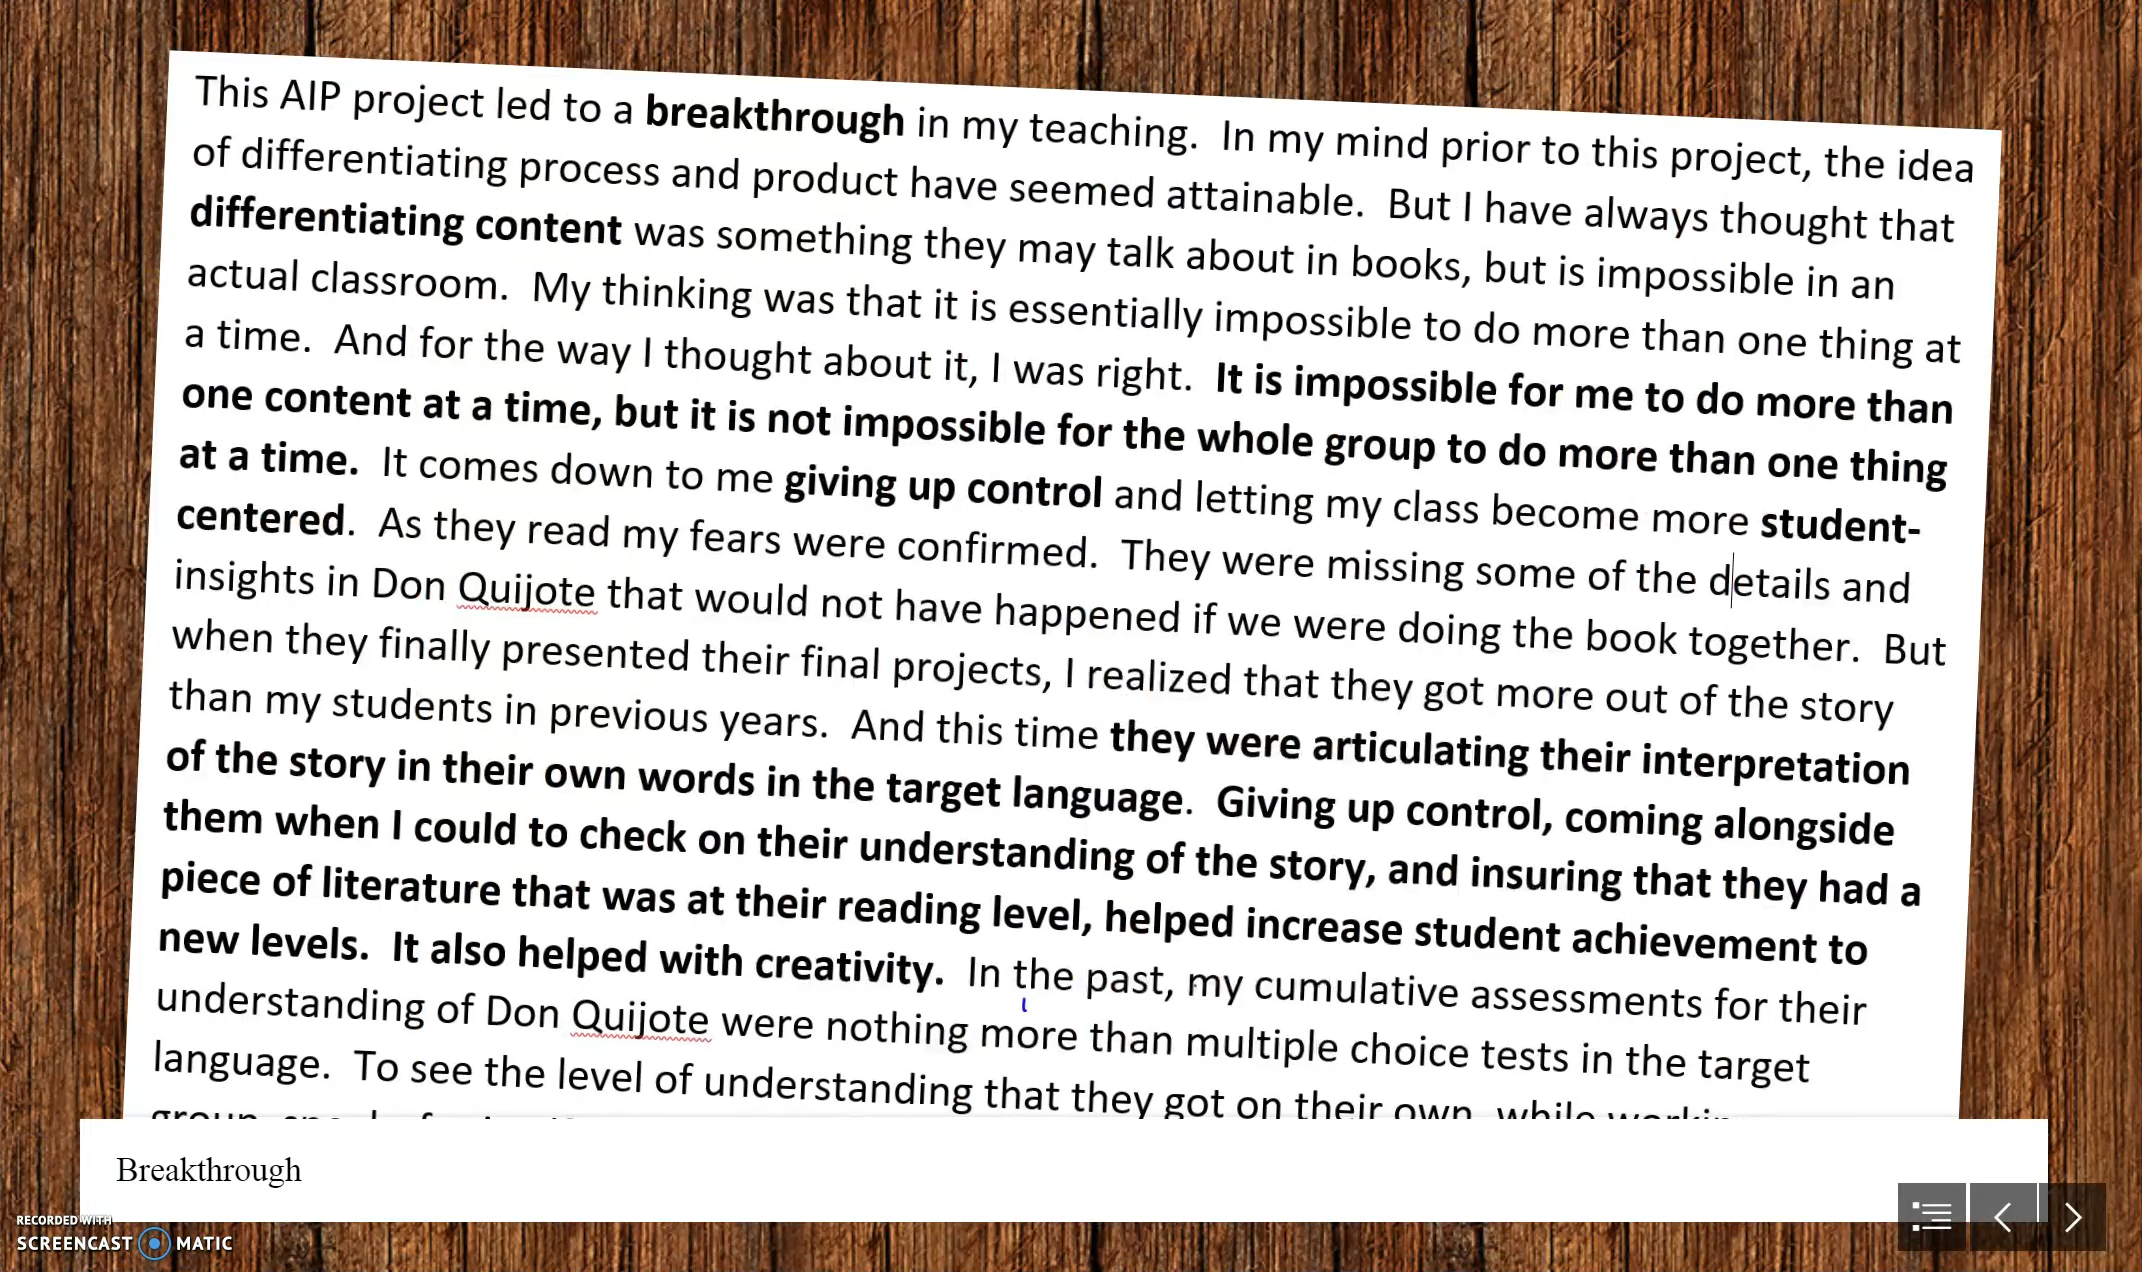 This AIP project led to a breakthrough in my teaching.  In my mind prior to this project, the idea
of differentiating process and product have seemed attainable.  But I have always thought that
differentiating content was something they may talk about in books, but is impossible in an
actual classroom.  My thinking was that it is essentially impossible to do more than one thing at
a time.  And for the way I thought about it, I was right.  It is impossible for me to do more than
one content at a time, but it is not impossible for the whole group to do more than one thing
at a time.  It comes down to me giving up control and letting my class become more student-
centered.  As they read my fears were confirmed.  They were missing some of the details and
insights in Don Quijote that would not have happened if we were doing the book together.  But
when they finally presented their final projects, I realized that they got more out of the story
than my students in previous years.  And this time they were articulating their interpretation
of the story in their own words in the target language.  Giving up control, coming alongside
them when I could to check on their understanding of the story, and insuring that they had a
piece of literature that was at their reading level, helped increase student achievement to
new levels.  It also helped with creativity.  In the past, my cumulative assessments for their
understanding of Don Quijote were nothing more than multiple choice tests in the target
language.  To see the level of understanding that they got on their own, while
Breakthrough
RECORDED WITH
SCREENCAST MATIC